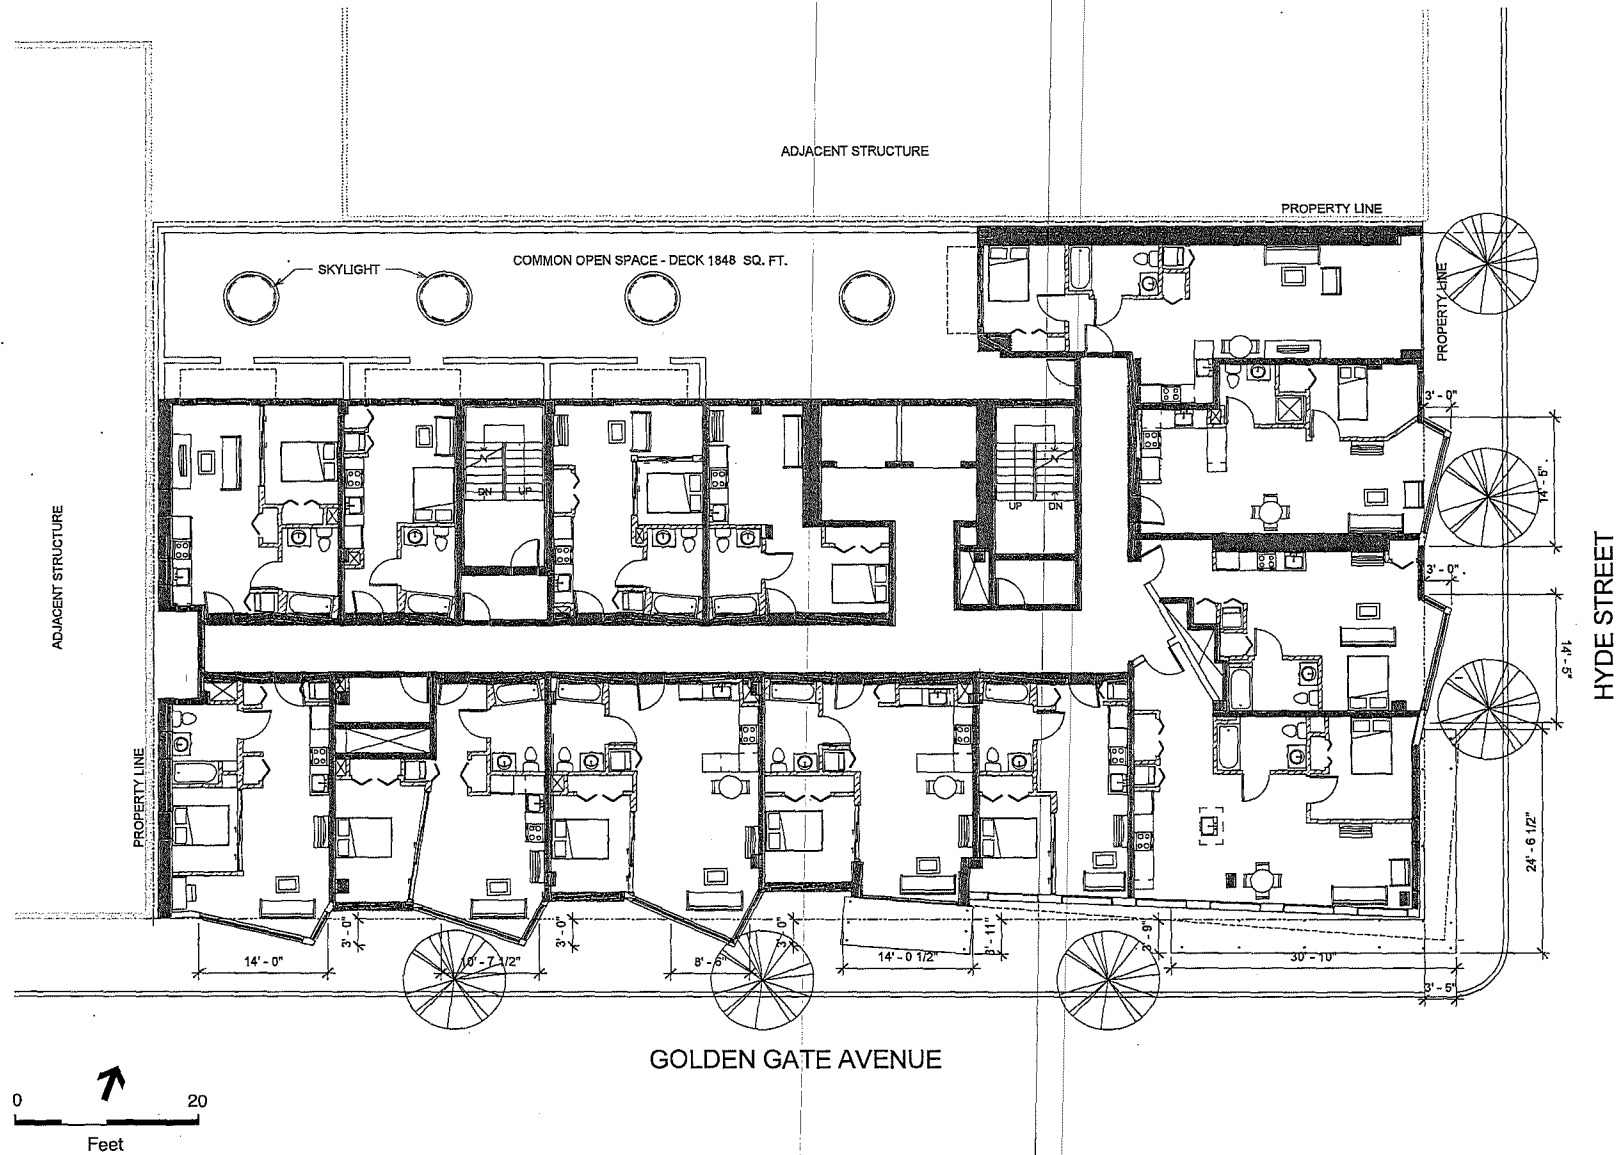 ADJACENT STRUCTURE
PROPERTY LINE
SKYLIGHT
COMMON OPEN SPACE - DECK 1848 SQ. FT.
PROPERTY LINE
3' - 0"
14' - 5"
ADJACENT STRUCTURE
DN UP
UP DN
HYDE STREET
3' - 0"
14' - 5"
PROPERTY LINE
24' - 6 1/2"
3' - 0"
3' - 0"
3' - 0"
8' - 11"
3' - 9"
14' - 0"
10' - 7 1/2"
8' - 6"
14' - 0 1/2"
30' - 10"
3' - 5"
GOLDEN GATE AVENUE
0 20
Feet